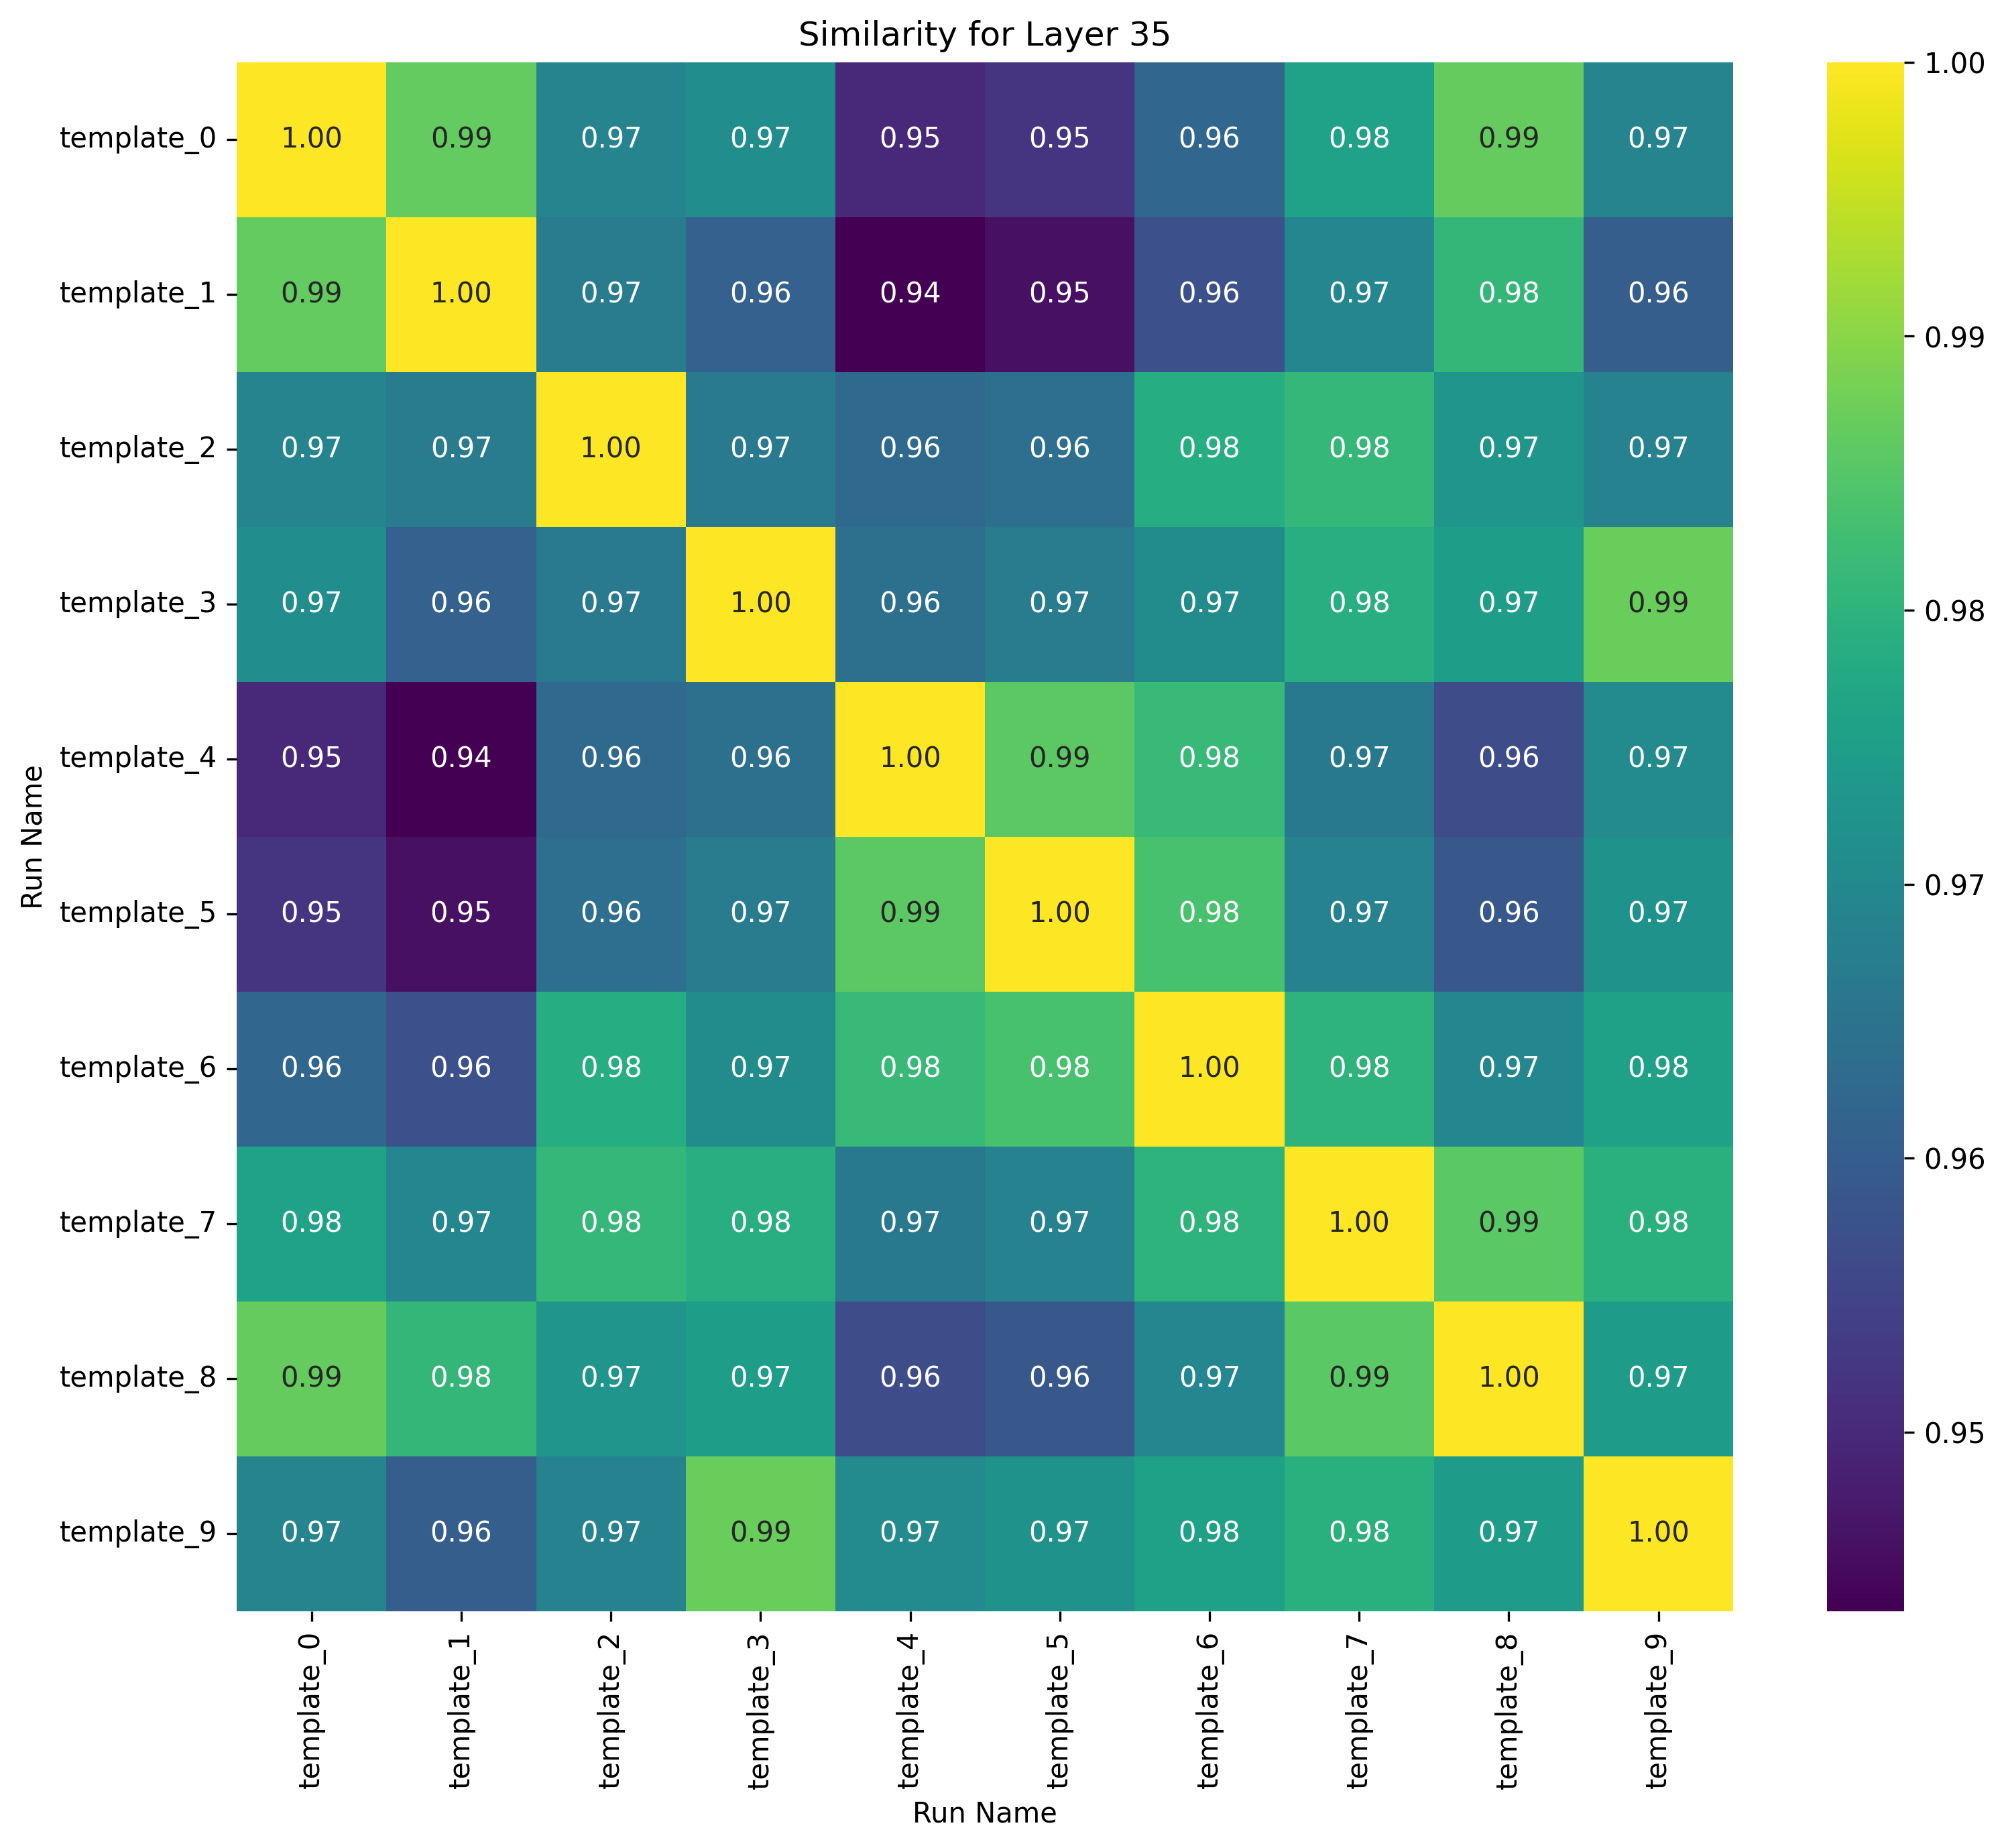 Similarity for Layer 35
template_0 1.00 0.99 0.97 0.97 0.95 0.95 0.96 0.98 0.99 0.97
template_1 0.99 1.00 0.97 0.96 0.94 0.95 0.96 0.97 0.98 0.96
template_2 0.97 0.97 1.00 0.97 0.96 0.96 0.98 0.98 0.97 0.97
template_3 0.97 0.96 0.97 1.00 0.96 0.97 0.97 0.98 0.97 0.99
template_4 0.95 0.94 0.96 0.96 1.00 0.99 0.98 0.97 0.96 0.97
template_5 0.95 0.95 0.96 0.97 0.99 1.00 0.98 0.97 0.96 0.97
template_6 0.96 0.96 0.98 0.97 0.98 0.98 1.00 0.98 0.97 0.98
template_7 0.98 0.97 0.98 0.98 0.97 0.97 0.98 1.00 0.99 0.98
template_8 0.99 0.98 0.97 0.97 0.96 0.96 0.97 0.99 1.00 0.97
template_9 0.97 0.96 0.97 0.99 0.97 0.97 0.98 0.98 0.97 1.00
template_0 template_1 template_2 template_3 template_4 template_5 template_6 template_7 template_8 template_9
Run Name
Run Name
1.00
0.99
0.98
0.97
0.96
0.95